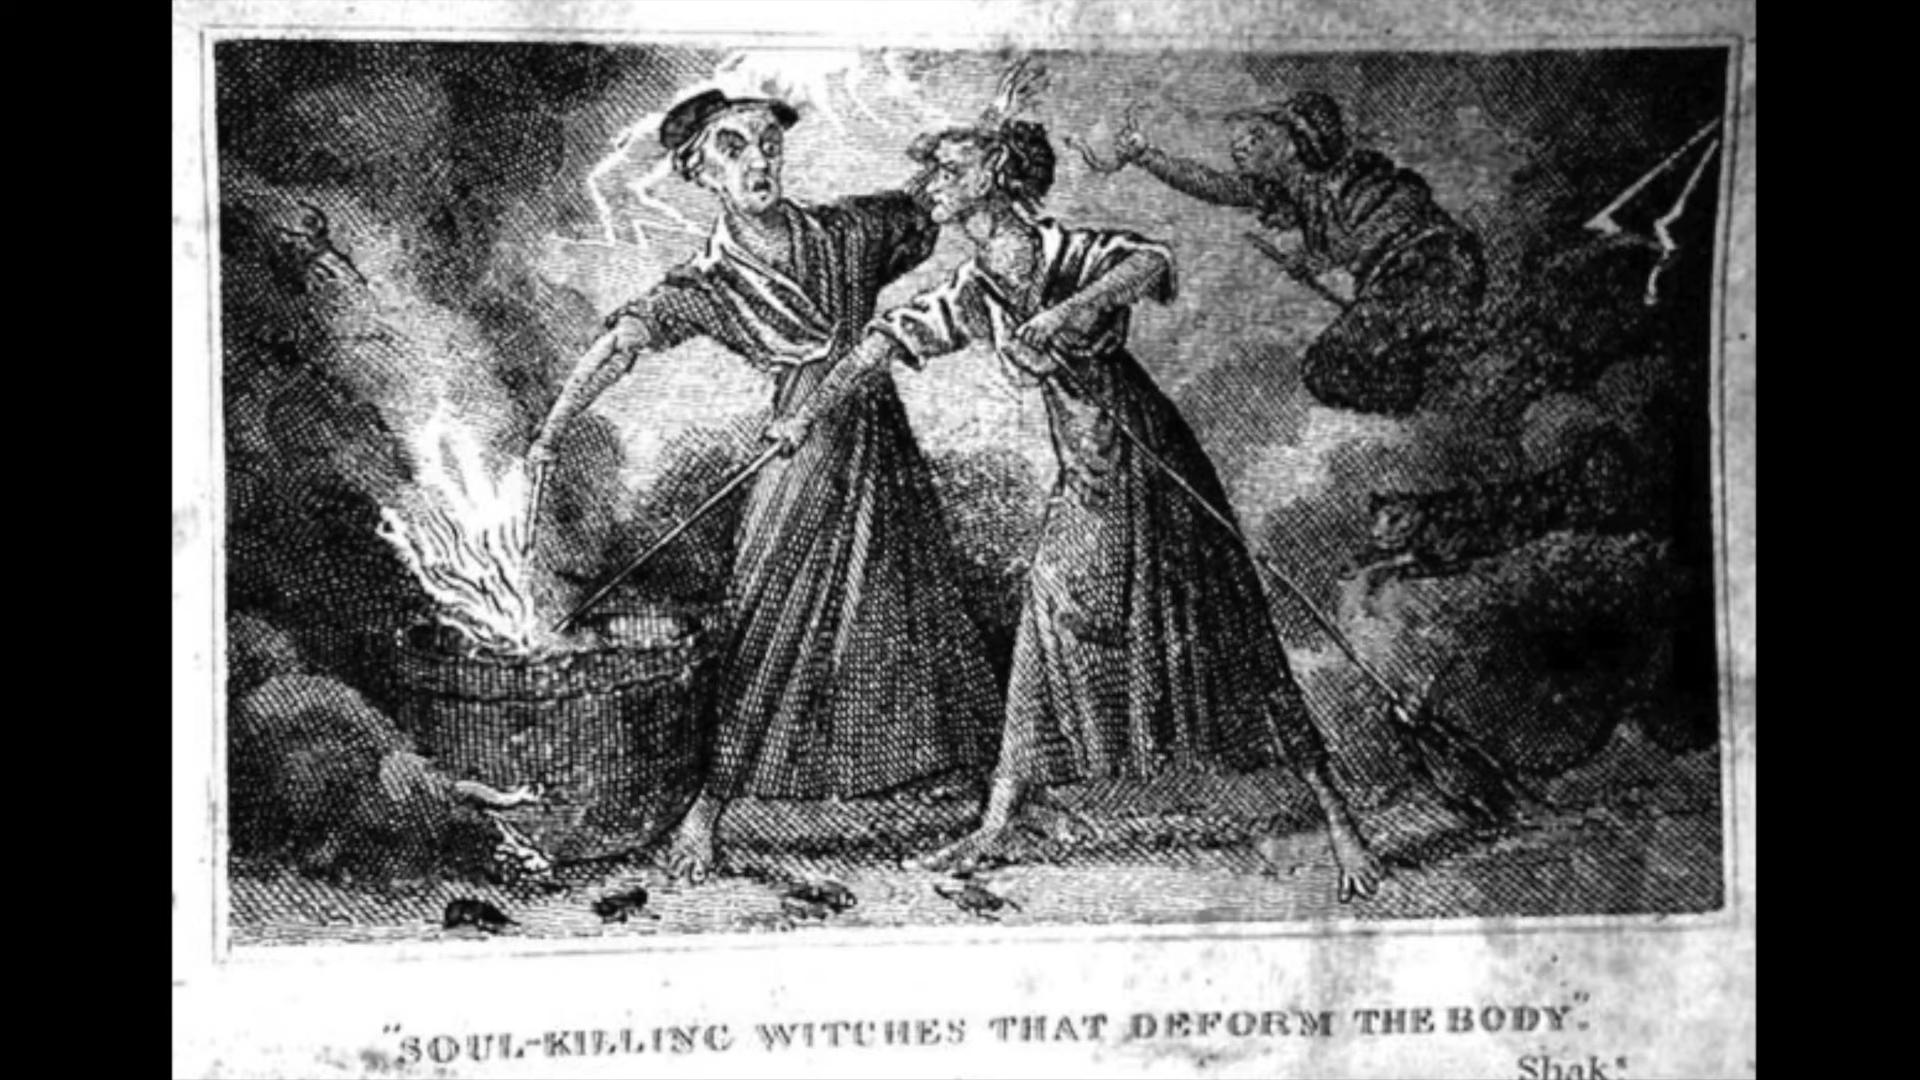 "SOUL-KILLING WITCHES THAT DEFORM THE BODY".
Shak: